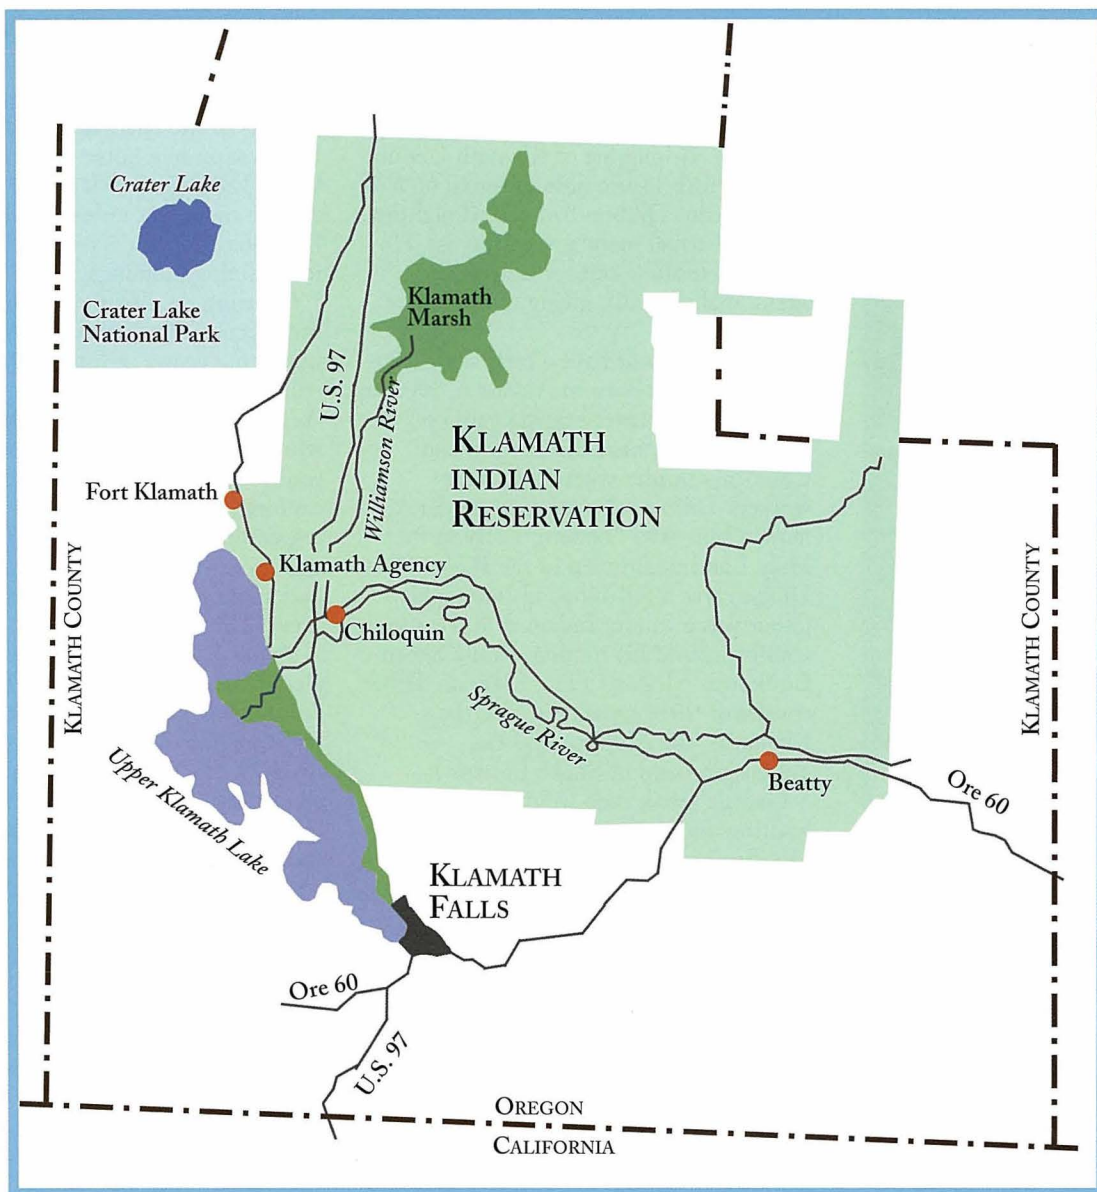 Crater Lake
Crater Lake
National Park
Klamath
Marsh
U.S. 97
Williamson River
KLAMATH
INDIAN
RESERVATION
Fort Klamath
Klamath Agency
Chiloquin
KLAMATH COUNTY
KLAMATH COUNTY
Sprague River
Upper Klamath Lake
Beatty
Ore 60
KLAMATH
FALLS
Ore 60
U.S. 97
OREGON
CALIFORNIA